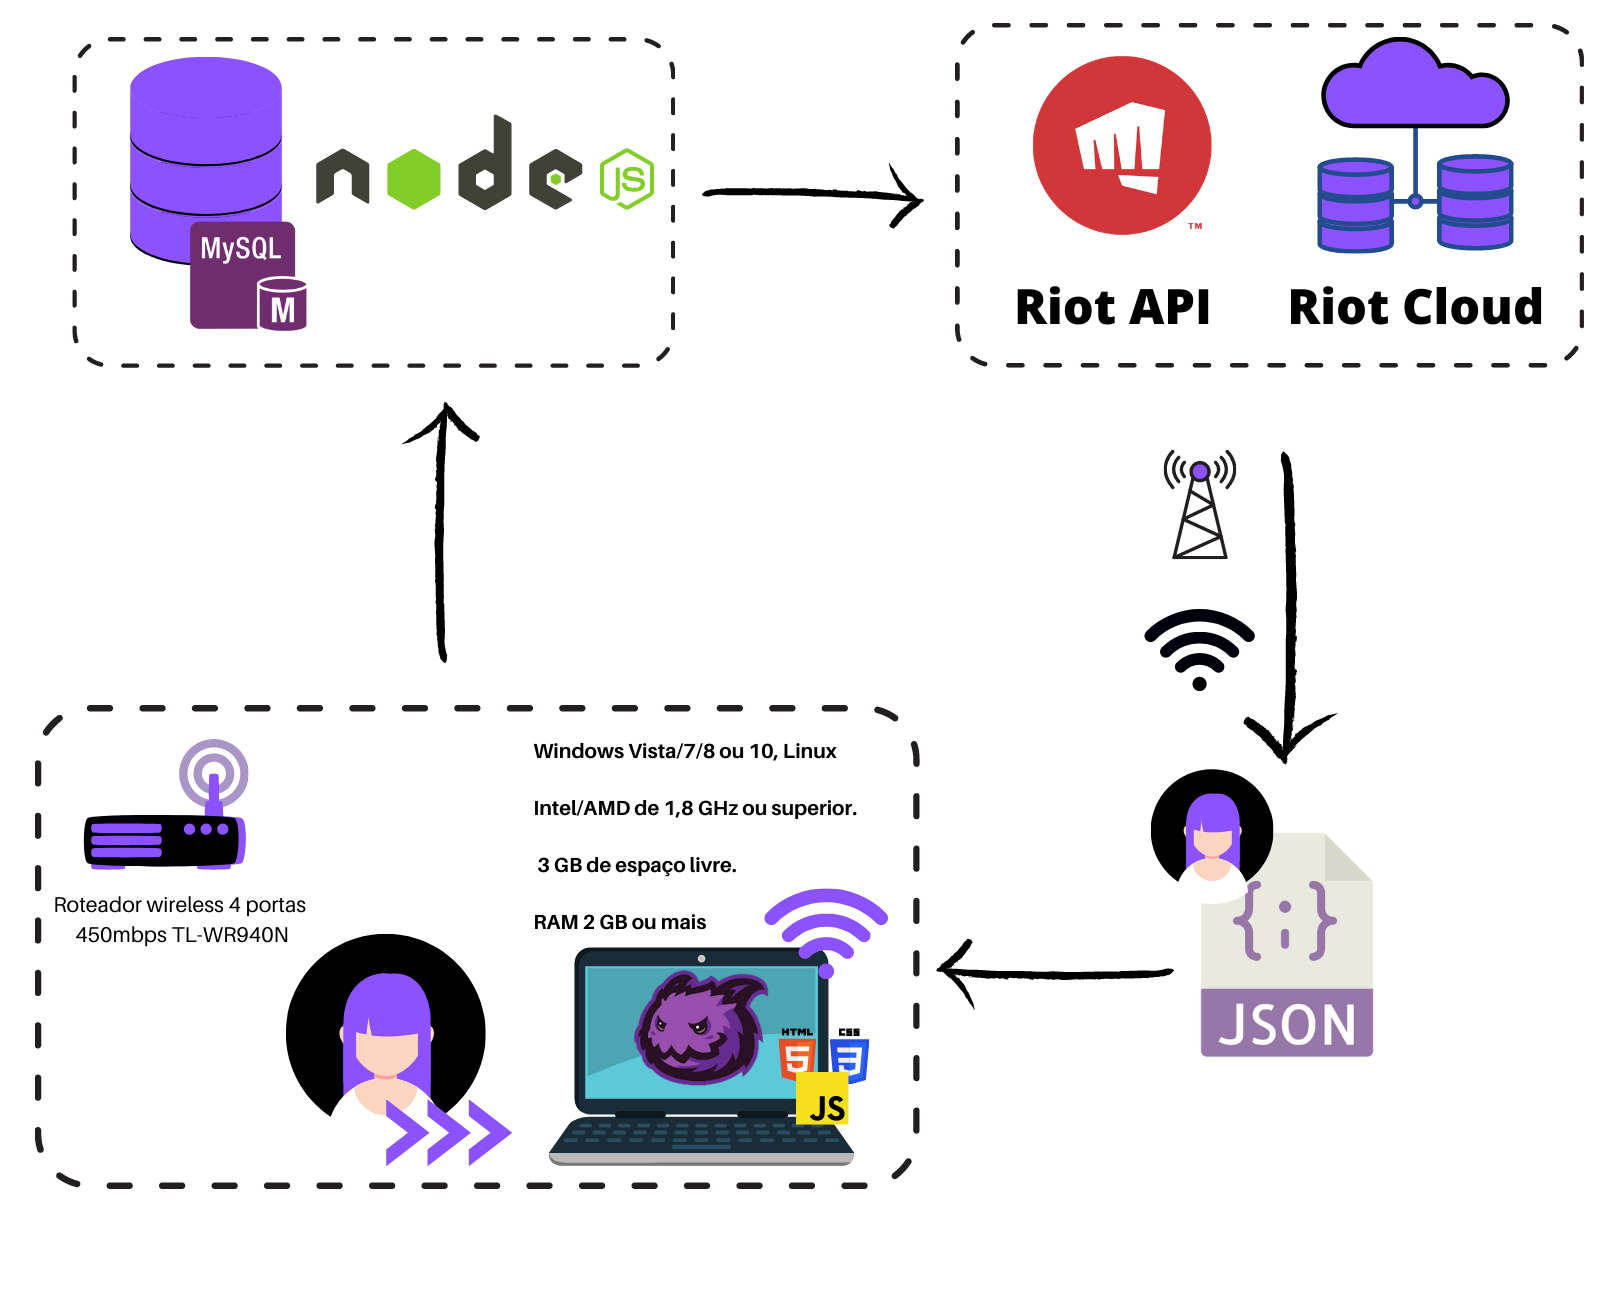 MySQL
M
node
JS
TM
Riot API
Riot Cloud
Windows Vista/7/8 ou 10, Linux
Intel/AMD de 1,8 GHz ou superior.
3 GB de espaço livre.
RAM 2 GB ou mais
Roteador wireless 4 portas
450mbps TL-WR940N
HTML
5
CSS
3
JS
{;}
JSON